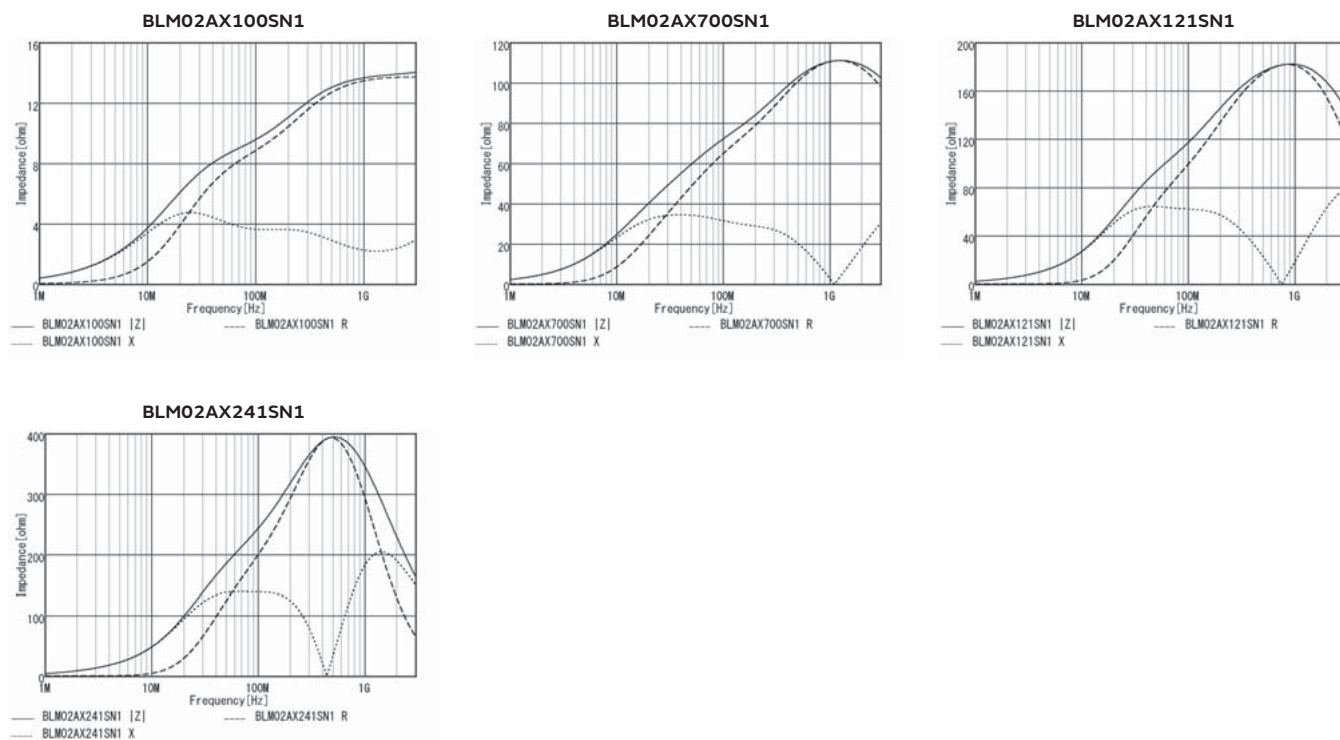 BLM02AX100SN1
16
12
8
4
0
Impedance[ohm]
1M 10M 100M 1G
Frequency[Hz]
BLM02AX100SN1 |Z| BLM02AX100SN1 R
BLM02AX100SN1 X
BLM02AX700SN1
120
100
80
60
40
20
0
Impedance[ohm]
1M 10M 100M 1G
Frequency[Hz]
BLM02AX700SN1 |Z| BLM02AX700SN1 R
BLM02AX700SN1 X
BLM02AX121SN1
200
160
120
80
40
0
Impedance[ohm]
1M 10M 100M 1G
Frequency[Hz]
BLM02AX121SN1 |Z| BLM02AX121SN1 R
BLM02AX121SN1 X
BLM02AX241SN1
400
300
200
100
0
Impedance[ohm]
1M 10M 100M 1G
Frequency[Hz]
BLM02AX241SN1 |Z| BLM02AX241SN1 R
BLM02AX241SN1 X